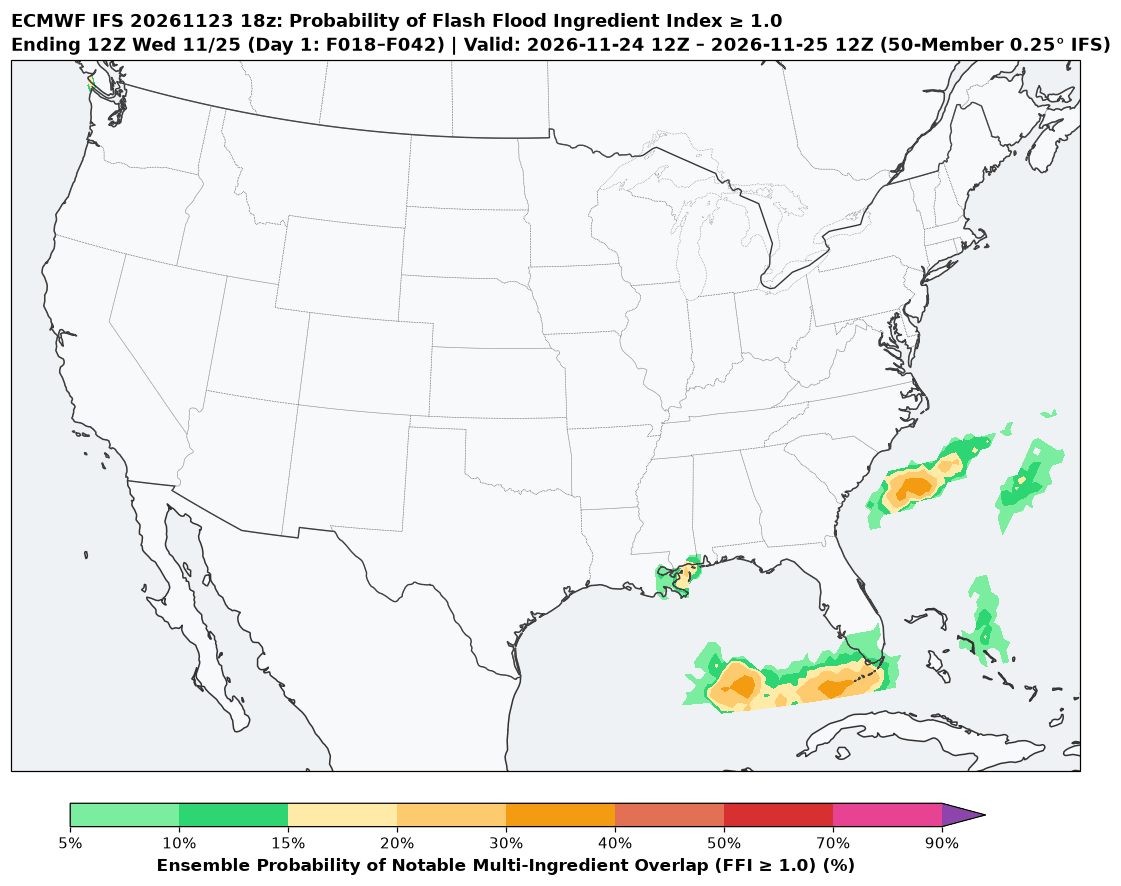 ECMWF IFS 20261123 18z: Probability of Flash Flood Ingredient Index ≥ 1.0
Ending 12Z Wed 11/25 (Day 1: F018–F042) | Valid: 2026-11-24 12Z – 2026-11-25 12Z (50-Member 0.25° IFS)
5% 10% 15% 20% 30% 40% 50% 70% 90%
Ensemble Probability of Notable Multi-Ingredient Overlap (FFI ≥ 1.0) (%)